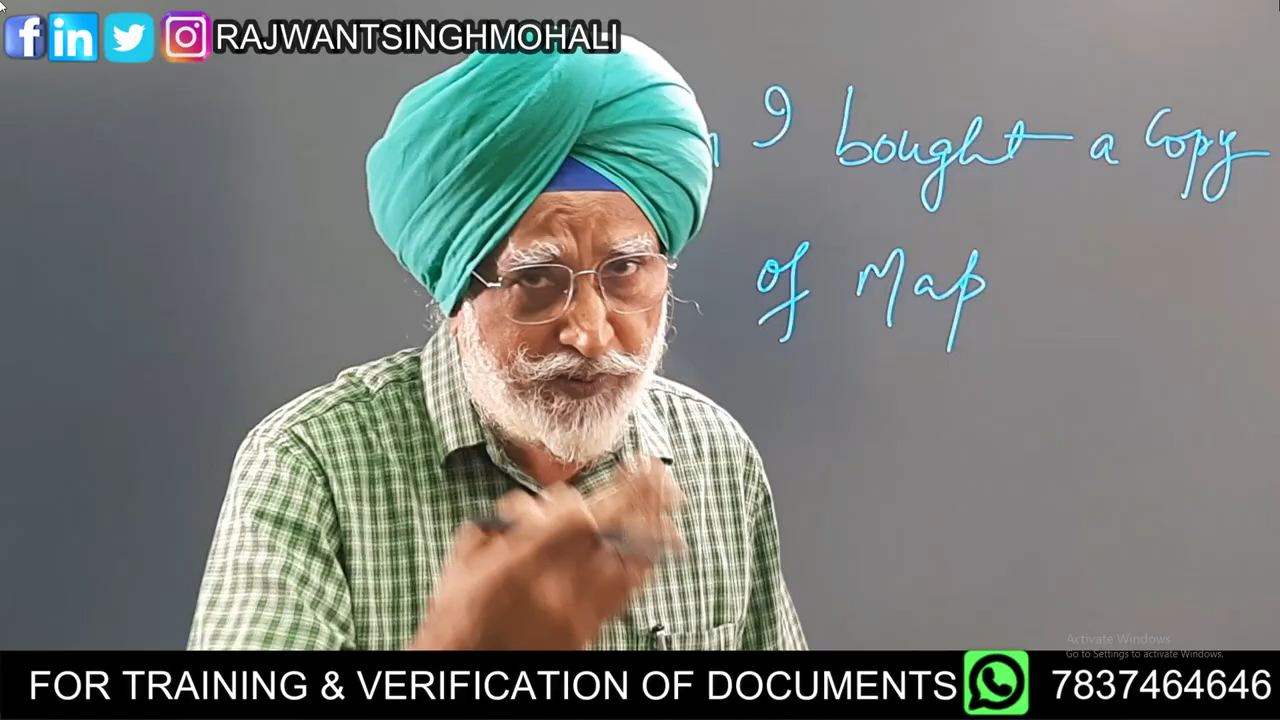 RAJWANTSINGHMOHALI
I bought a Copy
of Map
Activate Windows
Go to Settings to activate Windows.
FOR TRAINING & VERIFICATION OF DOCUMENTS 7837464646